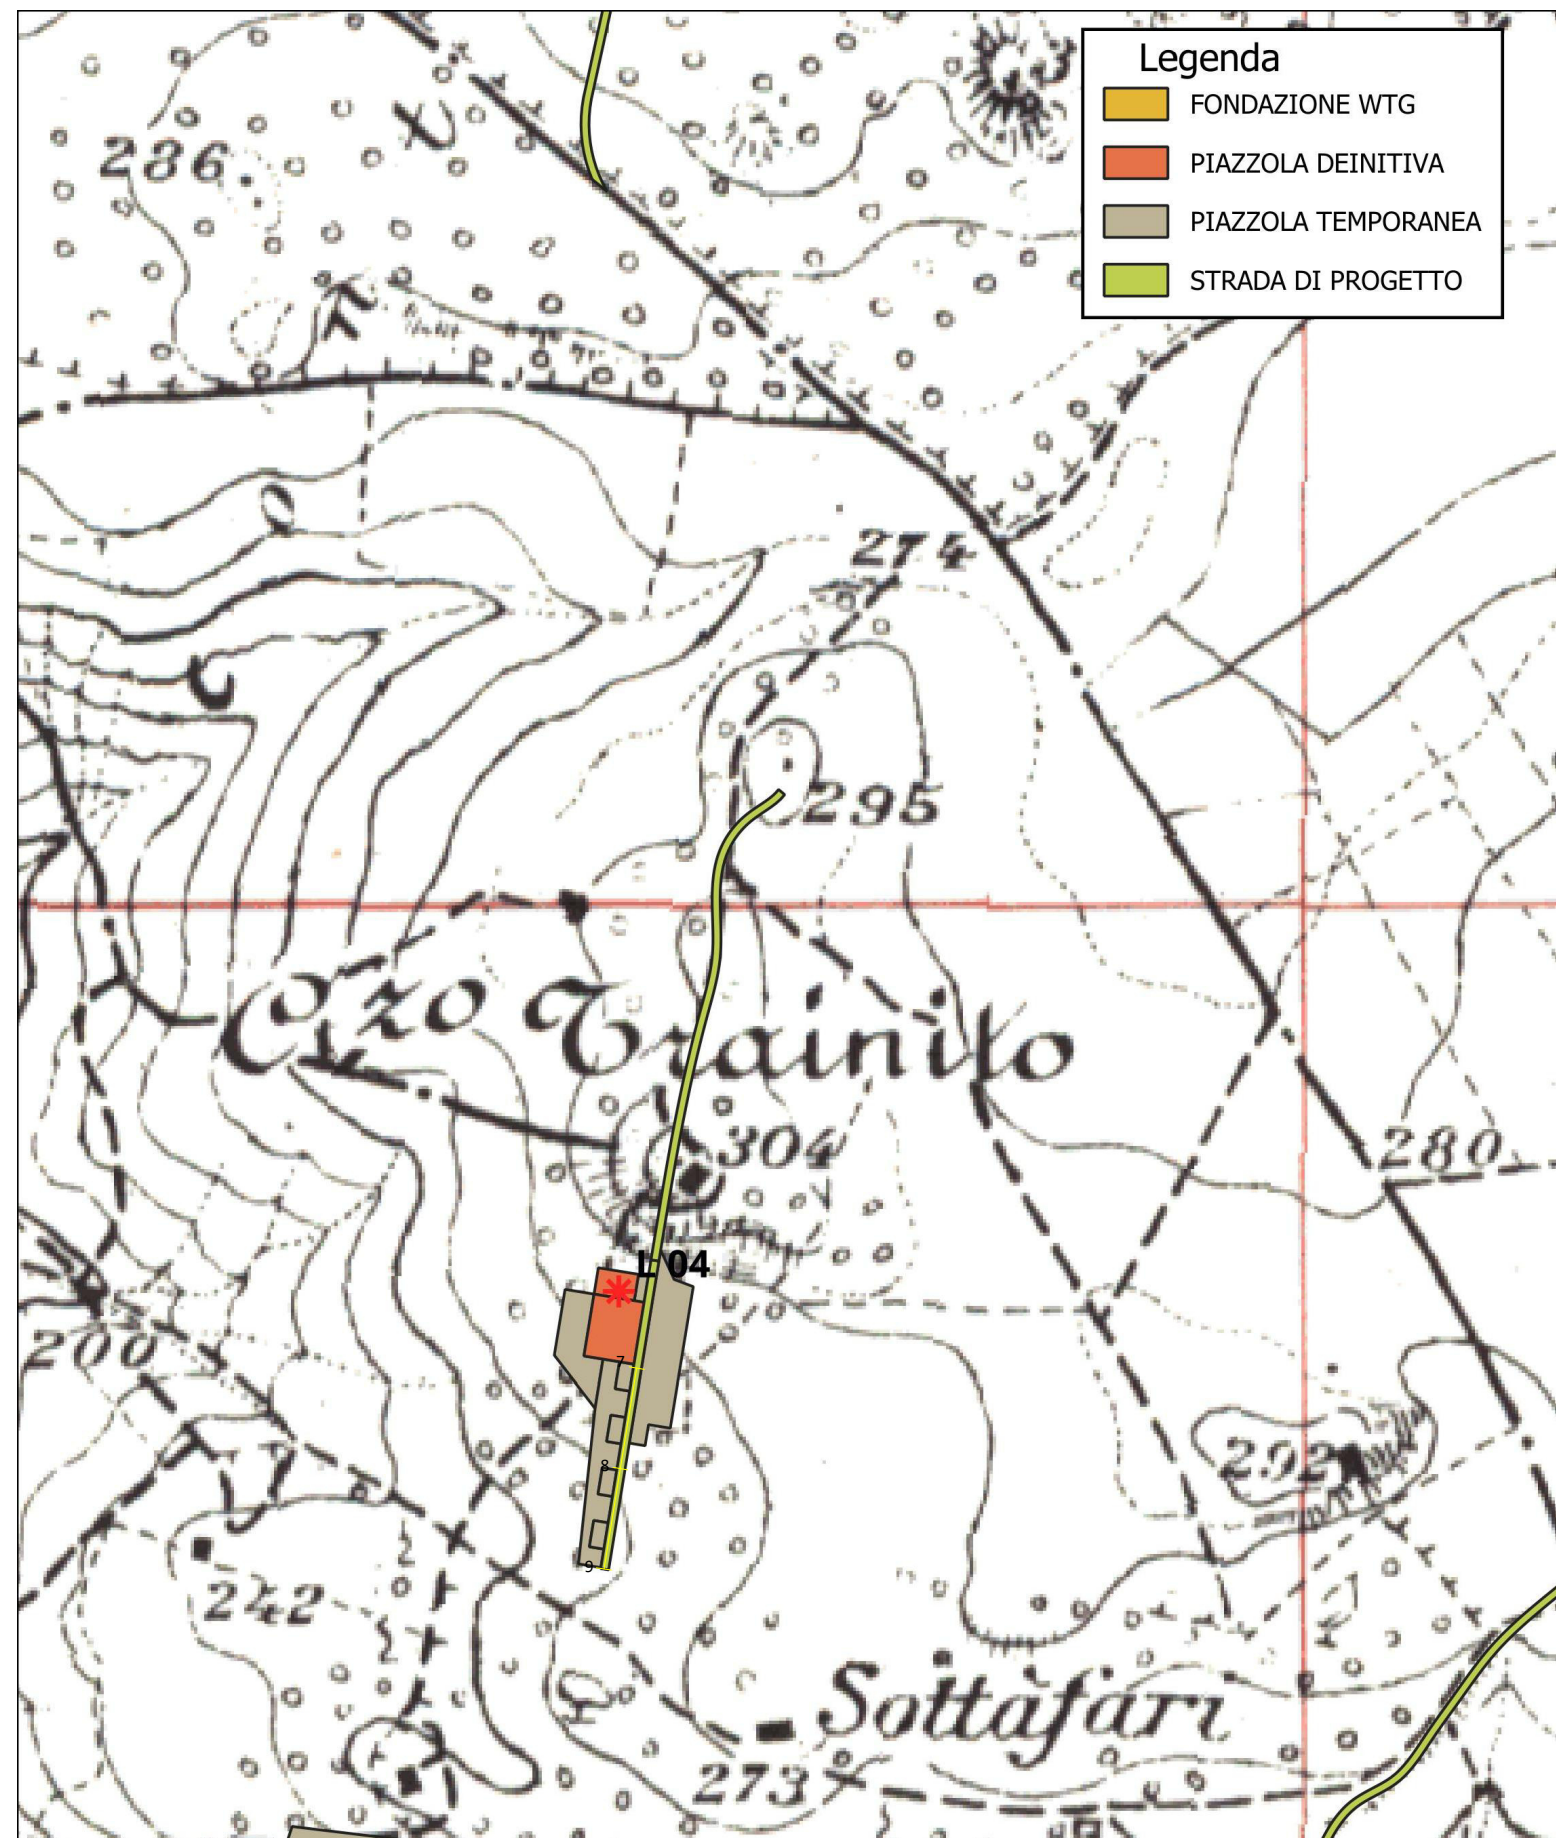 Legenda
FONDAZIONE WTG
PIAZZOLA DEINITIVA
PIAZZOLA TEMPORANEA
STRADA DI PROGETTO
286
274
295
Cozzo Trainito
304
280
L 04
200
7
292
8
9
242
Sottafari
273